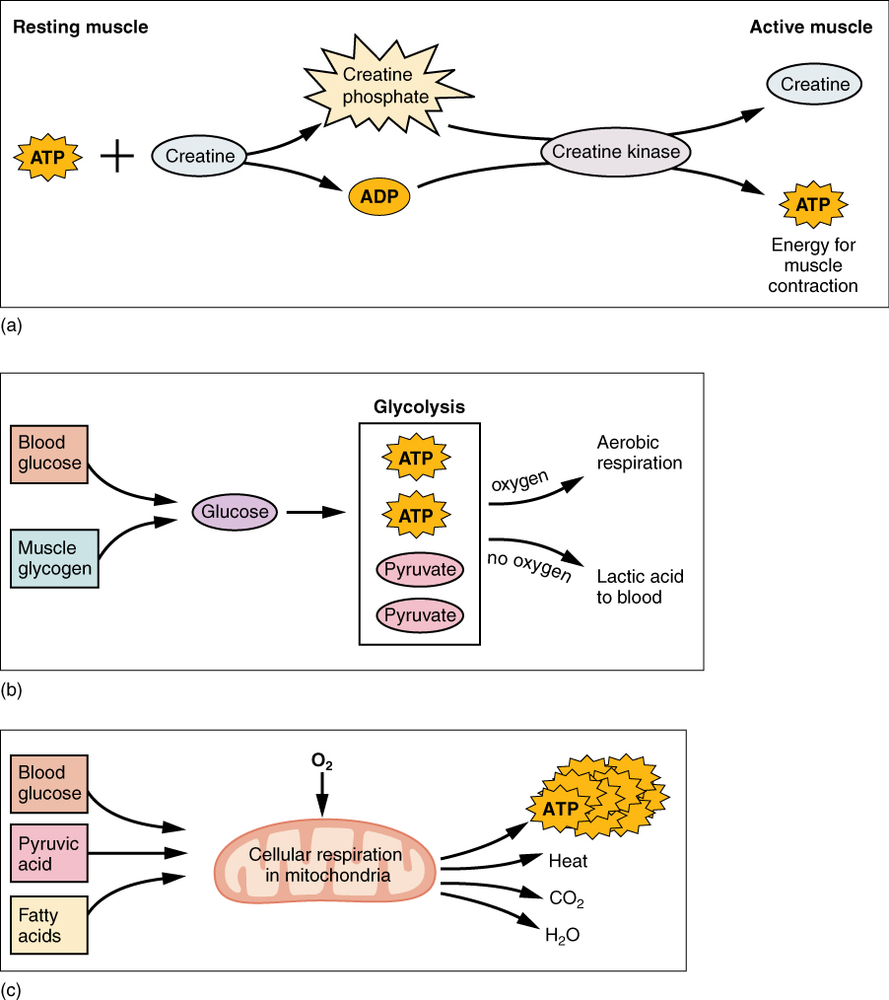 Resting muscle
Active muscle
Creatine
phosphate
Creatine
ATP
+
Creatine
Creatine kinase
ADP
ATP
Energy for
muscle
contraction
(a)
Glycolysis
Blood
glucose
ATP
Aerobic
respiration
oxygen
Glucose
ATP
Muscle
glycogen
no oxygen
Pyruvate
Lactic acid
to blood
Pyruvate
(b)
Blood
glucose
O₂
ATP
Pyruvic
acid
Cellular respiration
in mitochondria
Heat
CO₂
Fatty
acids
H₂O
(c)